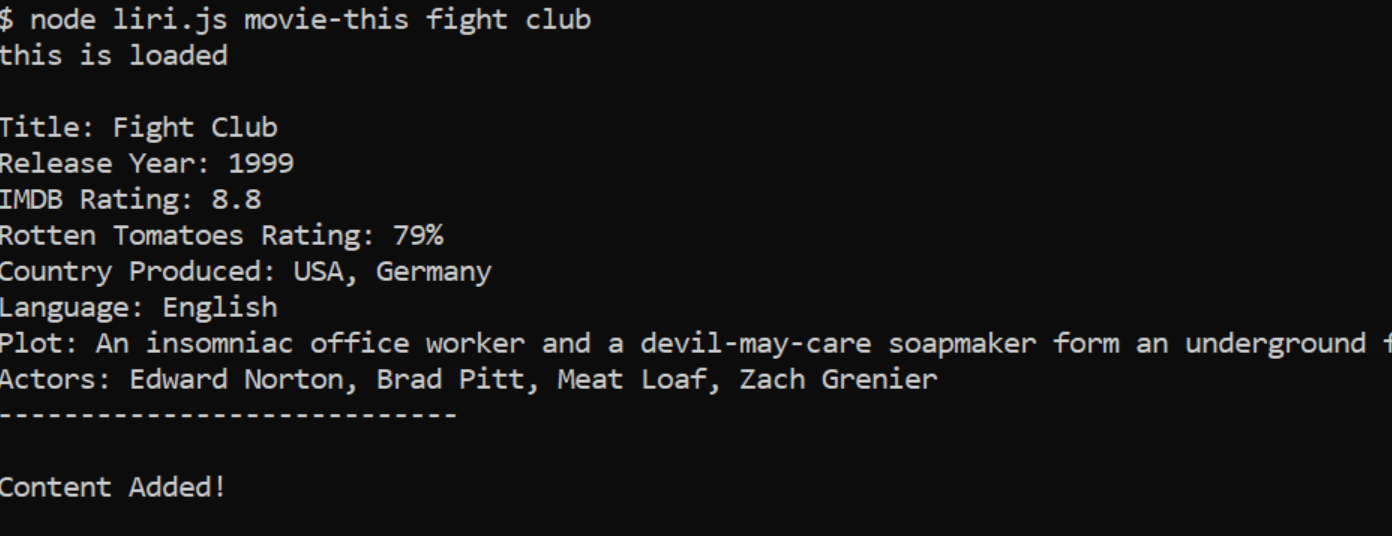 $ node liri.js movie-this fight club
this is loaded
Title: Fight Club
Release Year: 1999
IMDB Rating: 8.8
Rotten Tomatoes Rating: 79%
Country Produced: USA, Germany
Language: English
Plot: An insomniac office worker and a devil-may-care soapmaker form an underground
Actors: Edward Norton, Brad Pitt, Meat Loaf, Zach Grenier
----------------------------
Content Added!